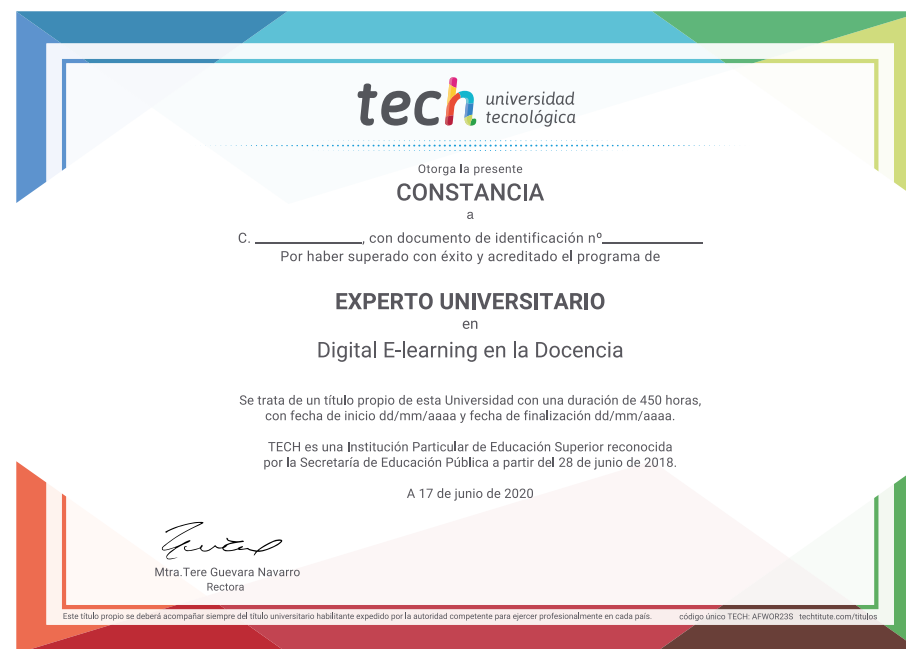 tech universidad
tecnológica
Otorga la presente
CONSTANCIA
a
C. ____________, con documento de identificación nº____________
Por haber superado con éxito y acreditado el programa de
EXPERTO UNIVERSITARIO
en
Digital E-learning en la Docencia
Se trata de un título propio de esta Universidad con una duración de 450 horas,
con fecha de inicio dd/mm/aaaa y fecha de finalización dd/mm/aaaa.
TECH es una Institución Particular de Educación Superior reconocida
por la Secretaría de Educación Pública a partir del 28 de junio de 2018.
A 17 de junio de 2020
Mtra.Tere Guevara Navarro
Rectora
Este título propio se deberá acompañar siempre del título universitario habilitante expedido por la autoridad competente para ejercer profesionalmente en cada país. código único TECH: AFWOR23S techtitute.com/titulos